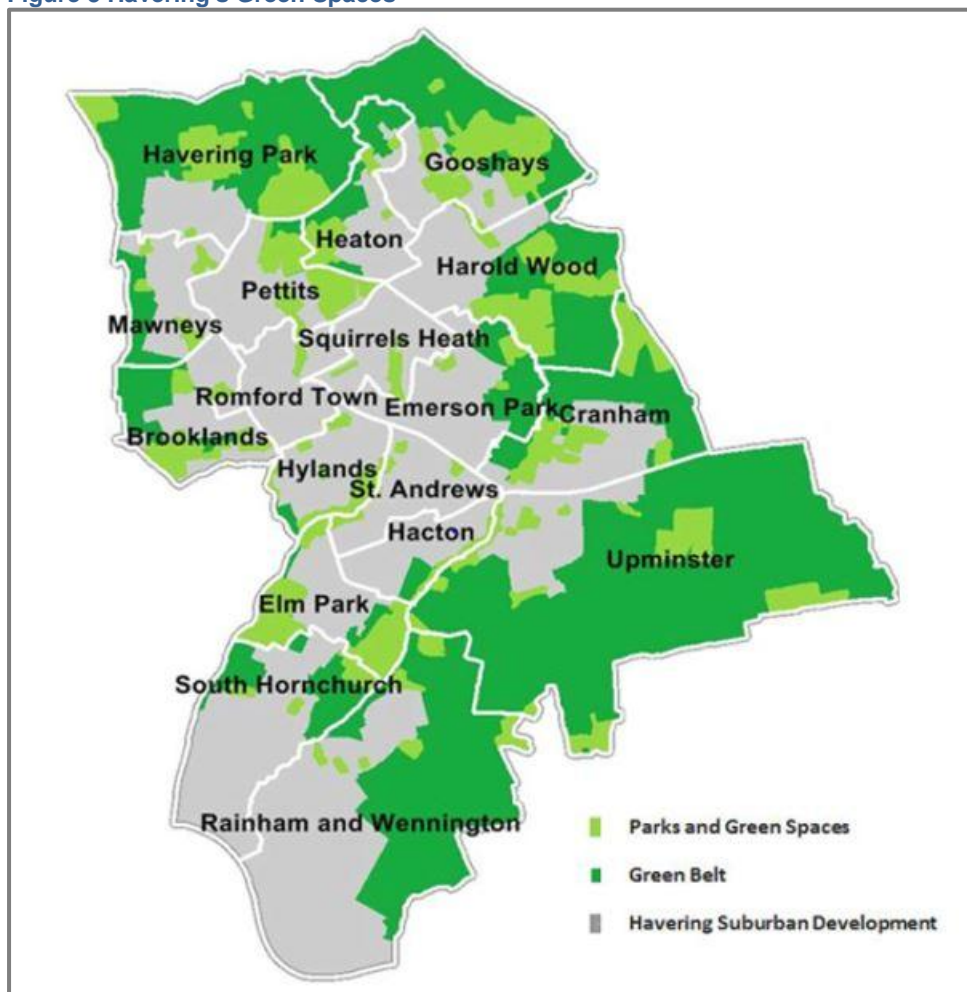 Figure 3 Havering's Green Spaces
Havering Park
Gooshays
Heaton
Harold Wood
Pettits
Mawneys
Squirrels Heath
Romford Town
Emerson Park
Cranham
Brooklands
Hylands
St. Andrews
Hacton
Upminster
Elm Park
South Hornchurch
Rainham and Wennington
Parks and Green Spaces
Green Belt
Havering Suburban Development